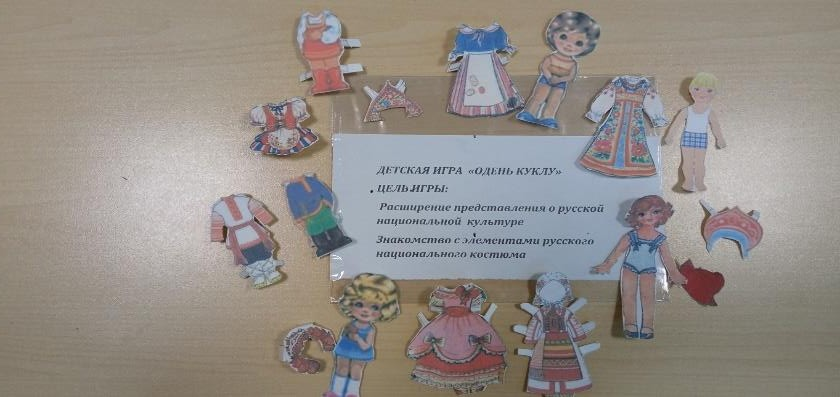 ДЕТСКАЯ ИГРА «ОДЕНЬ КУКЛУ»
ЦЕЛЬ ИГРЫ:
Расширение представления о русской
национальной культуре
Знакомство с элементами русского
национального костюма